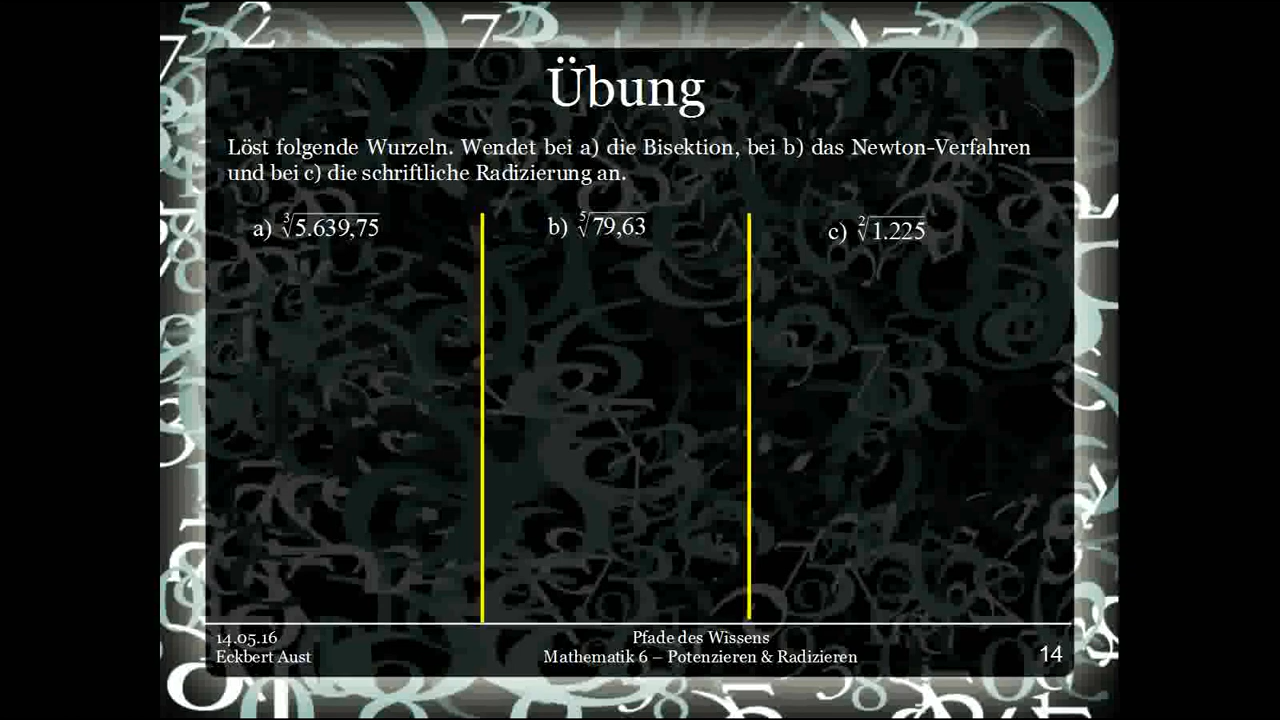 Übung
Löst folgende Wurzeln. Wendet bei a) die Bisektion, bei b) das Newton-Verfahren
und bei c) die schriftliche Radizierung an.
a) ∛5.639,75
b) ⁵√79,63
c) ²√1.225
14.05.16
Eckbert Aust
Pfade des Wissens
Mathematik 6 – Potenzieren & Radizieren
14